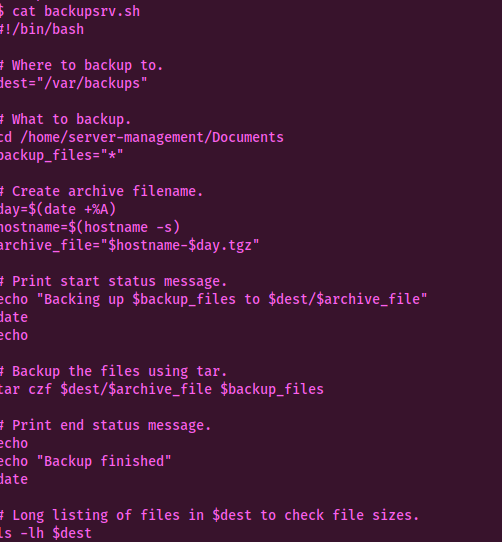 $ cat backupsrv.sh
#!/bin/bash

# Where to backup to.
dest="/var/backups"

# What to backup.
cd /home/server-management/Documents
backup_files="*"

# Create archive filename.
day=$(date +%A)
hostname=$(hostname -s)
archive_file="$hostname-$day.tgz"

# Print start status message.
echo "Backing up $backup_files to $dest/$archive_file"
date
echo

# Backup the files using tar.
tar czf $dest/$archive_file $backup_files

# Print end status message.
echo
echo "Backup finished"
date

# Long listing of files in $dest to check file sizes.
ls -lh $dest